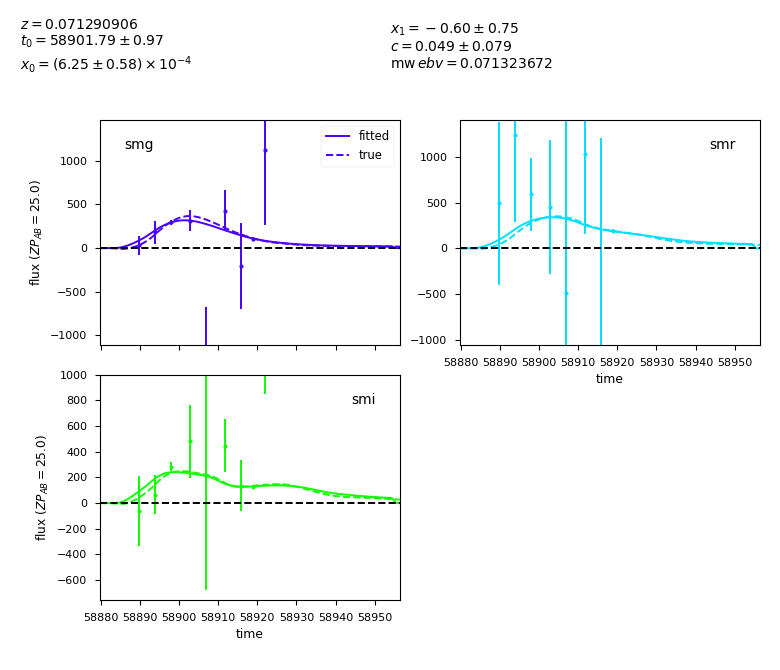 z = 0.071290906
t0 = 58901.79 ± 0.97
x0 = (6.25 ± 0.58) × 10^-4
x1 = −0.60 ± 0.75
c = 0.049 ± 0.079
mw ebv = 0.071323672
smg
fitted
true
1000
500
0
−500
−1000
flux (ZP_AB = 25.0)
smr
1000
500
0
−500
−1000
58880 58890 58900 58910 58920 58930 58940 58950
time
smi
1000
800
600
400
200
0
−200
−400
−600
flux (ZP_AB = 25.0)
58880 58890 58900 58910 58920 58930 58940 58950
time